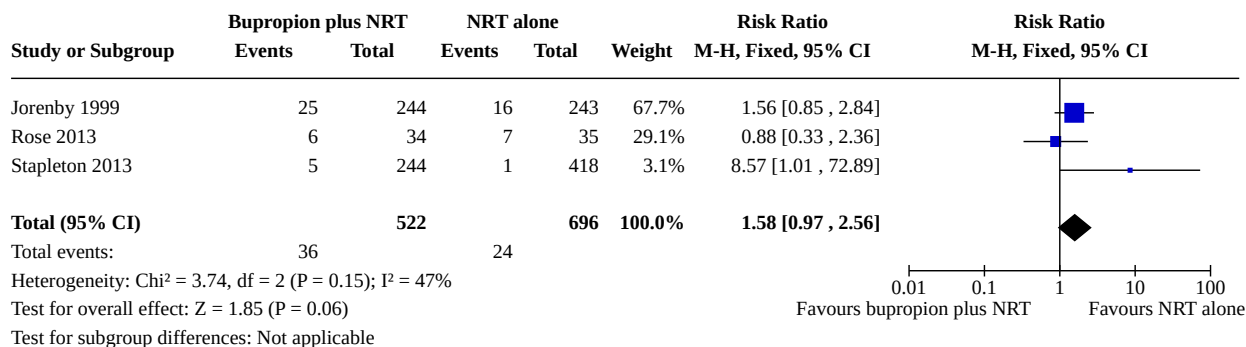 Bupropion plus NRT NRT alone Risk Ratio Risk Ratio
Study or Subgroup Events Total Events Total Weight M-H, Fixed, 95% CI M-H, Fixed, 95% CI
Jorenby 1999 25 244 16 243 67.7% 1.56 [0.85 , 2.84]
Rose 2013 6 34 7 35 29.1% 0.88 [0.33 , 2.36]
Stapleton 2013 5 244 1 418 3.1% 8.57 [1.01 , 72.89]
Total (95% CI) 522 696 100.0% 1.58 [0.97 , 2.56]
Total events: 36 24
Heterogeneity: Chi² = 3.74, df = 2 (P = 0.15); I² = 47%
0.01 0.1 1 10 100
Test for overall effect: Z = 1.85 (P = 0.06) Favours bupropion plus NRT Favours NRT alone
Test for subgroup differences: Not applicable